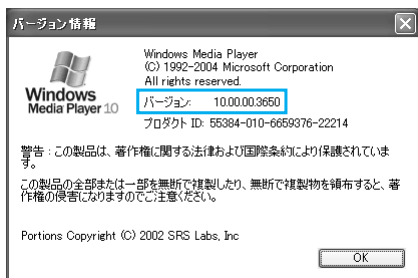 バージョン情報
Windows Media Player
(C) 1992-2004 Microsoft Corporation
All rights reserved.
Windows
Media Player 10
バージョン: 10.00.00.3650
プロダクト ID: 55384-010-6659376-22214
警告 : この製品は、著作権に関する法律および国際条約により保護されていま
す。
この製品の全部または一部を無断で複製したり、無断で複製物を頒布すると、著
作権の侵害になりますのでご注意ください。
Portions Copyright (C) 2002 SRS Labs, Inc
OK